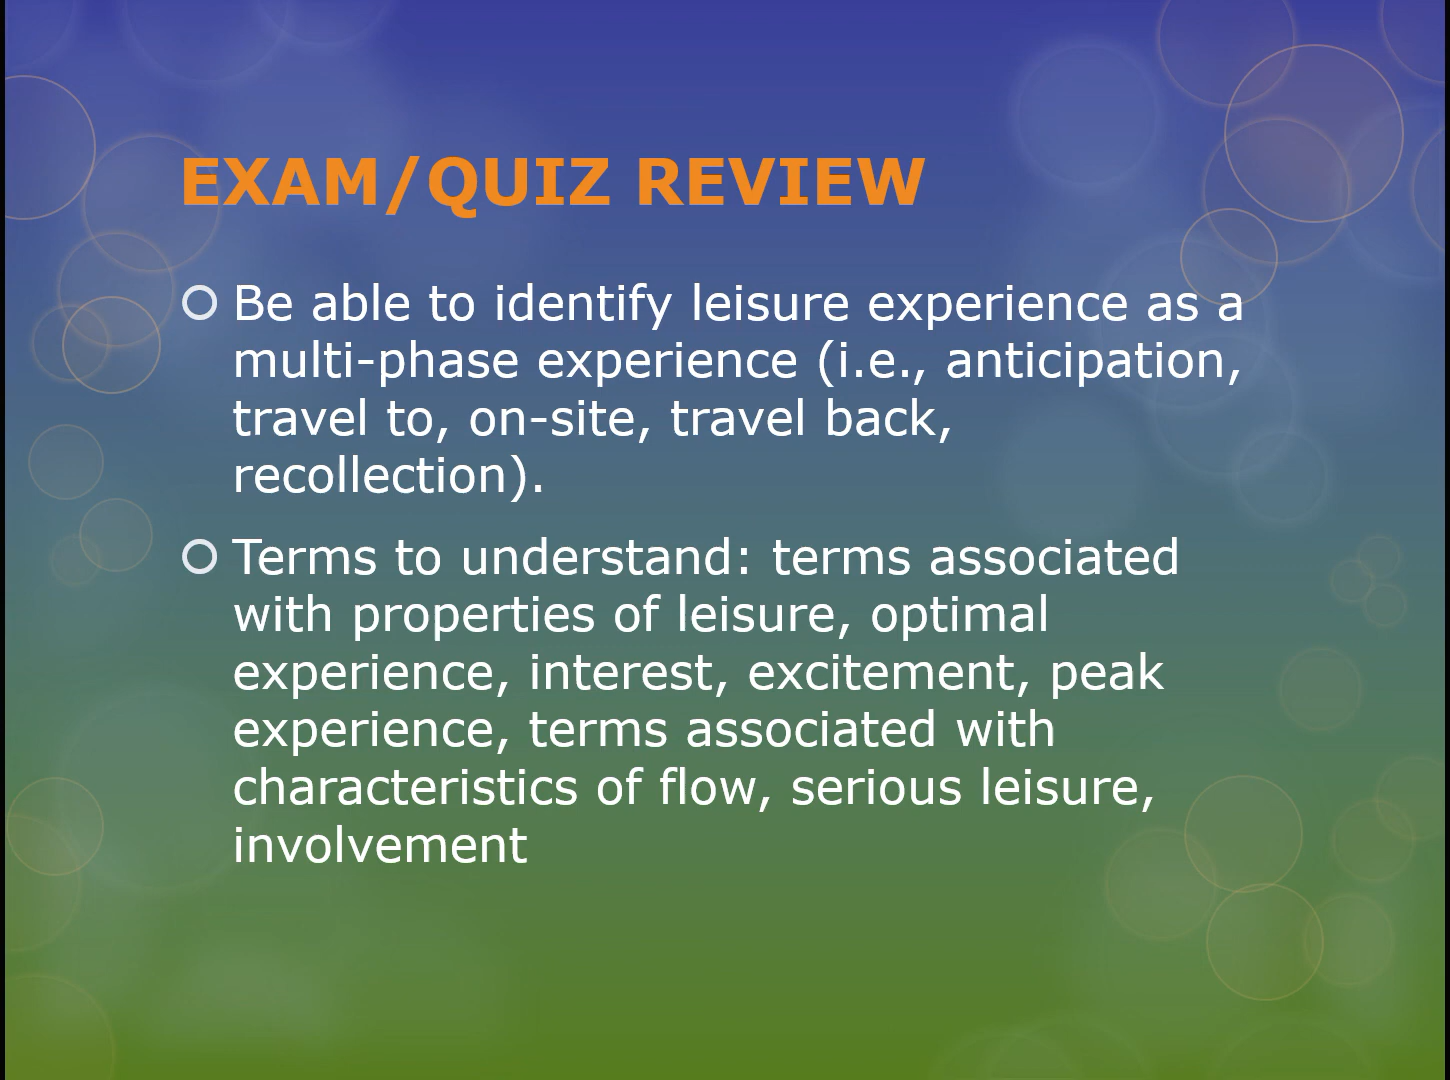 EXAM/QUIZ REVIEW
Be able to identify leisure experience as a
multi-phase experience (i.e., anticipation,
travel to, on-site, travel back,
recollection).
Terms to understand: terms associated
with properties of leisure, optimal
experience, interest, excitement, peak
experience, terms associated with
characteristics of flow, serious leisure,
involvement